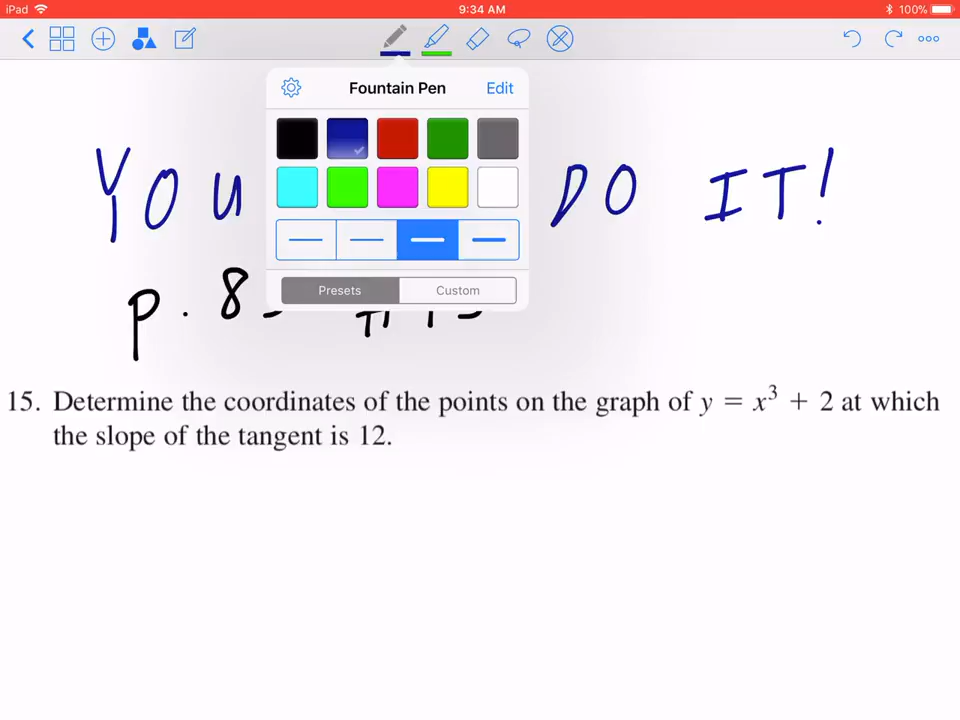 iPad 9:34 AM 100%
Fountain Pen Edit
YOU DO IT!
Presets Custom
p. 8
15. Determine the coordinates of the points on the graph of y = x³ + 2 at which
the slope of the tangent is 12.